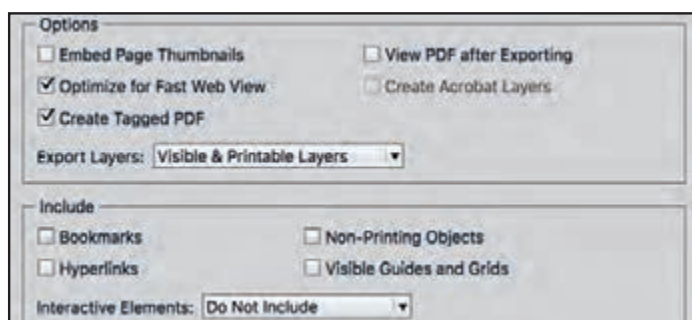 Options
Embed Page Thumbnails View PDF after Exporting
Optimize for Fast Web View Create Acrobat Layers
Create Tagged PDF
Export Layers: Visible & Printable Layers
Include
Bookmarks Non-Printing Objects
Hyperlinks Visible Guides and Grids
Interactive Elements: Do Not Include